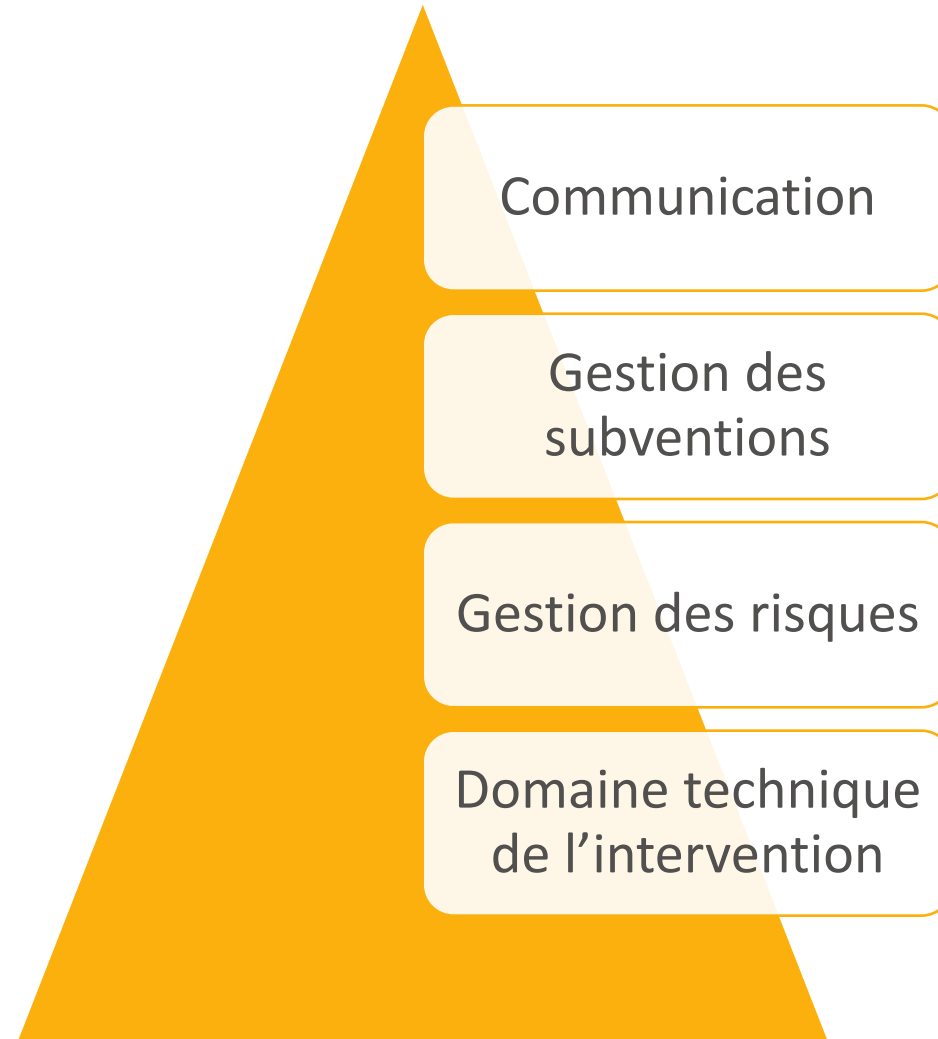 Communication
Gestion des
subventions
Gestion des risques
Domaine technique
de l’intervention